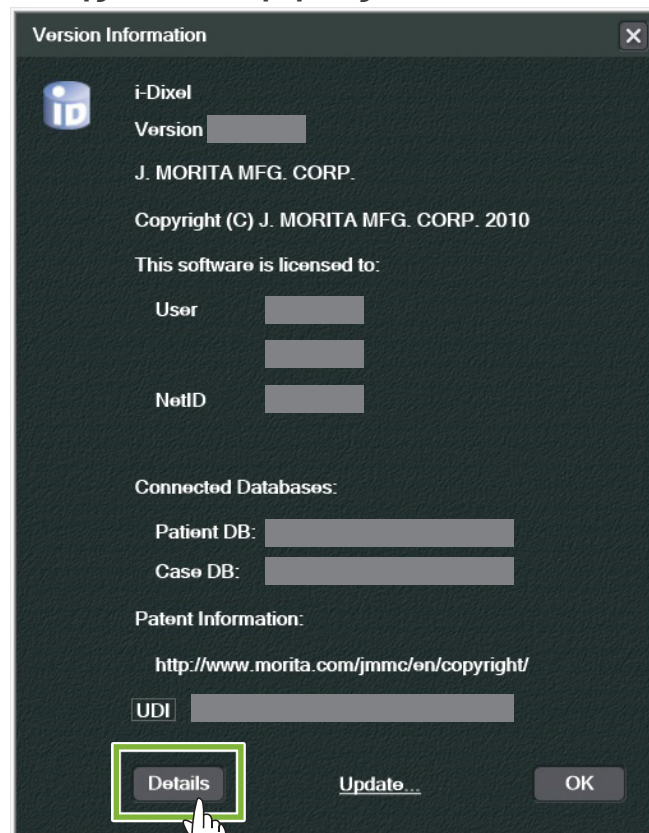 Version Information
iD
i-Dixel
Version
J. MORITA MFG. CORP.
Copyright (C) J. MORITA MFG. CORP. 2010
This software is licensed to:
User
NetID
Connected Databases:
Patient DB:
Case DB:
Patent Information:
http://www.morita.com/jmmc/en/copyright/
UDI
Details Update... OK